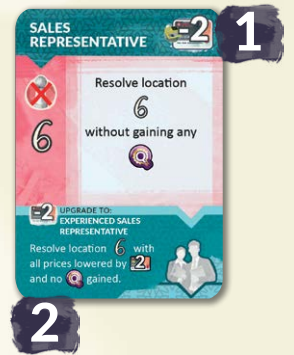 SALES
REPRESENTATIVE
-2
1
Resolve location
6
6
without gaining any
-2
UPGRADE TO:
EXPERIENCED SALES
REPRESENTATIVE
Resolve location 6 with
all prices lowered by -2
and no gained.
2